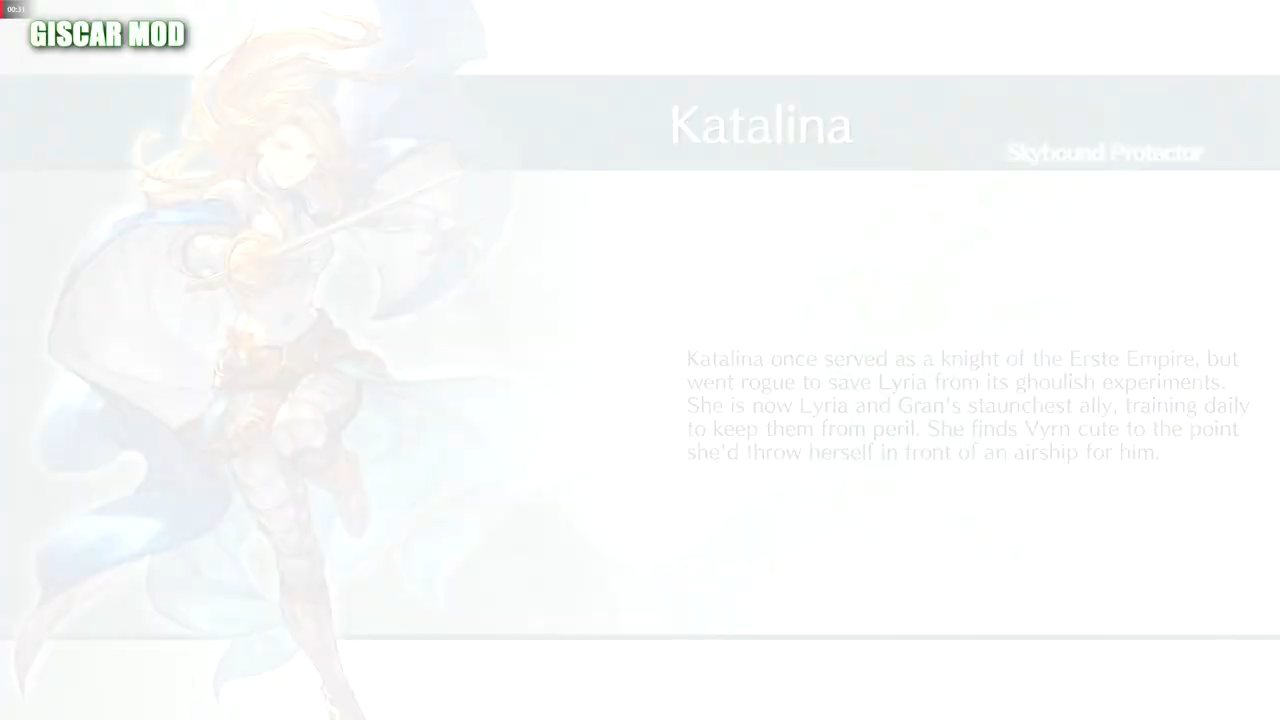 00:31
GISCAR MOD
Katalina
Skybound Protector
Katalina once served as a knight of the Erste Empire, but
went rogue to save Lyria from its ghoulish experiments.
She is now Lyria and Gran's staunchest ally, training daily
to keep them from peril. She finds Vyrn cute to the point
she'd throw herself in front of an airship for him.